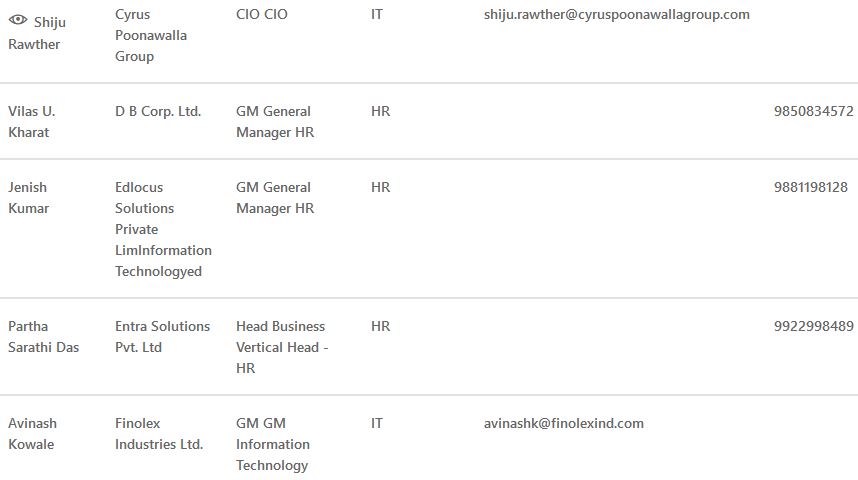 Shiju Rawther Cyrus Poonawalla Group CIO CIO IT shiju.rawther@cyruspoonawallagroup.com
Vilas U. Kharat D B Corp. Ltd. GM General Manager HR HR 9850834572
Jenish Kumar Edlocus Solutions Private LimInformation Technologyed GM General Manager HR HR 9881198128
Partha Sarathi Das Entra Solutions Pvt. Ltd Head Business Vertical Head - HR HR 9922998489
Avinash Kowale Finolex Industries Ltd. GM GM Information Technology IT avinashk@finolexind.com